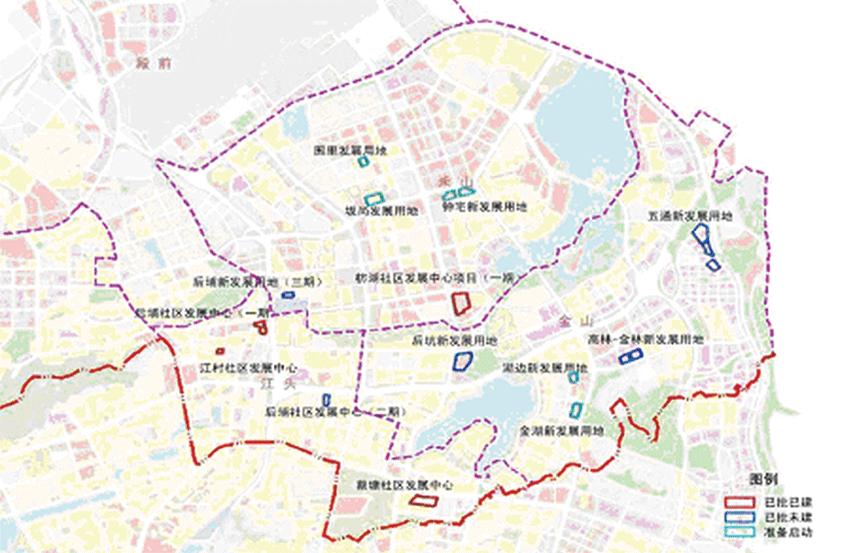 殿前
围里发展用地
禾山
坂尚发展用地
钟宅新发展用地
五通新发展用地
后埔新发展用地（三期）
枋湖社区发展中心项目（一期）
后埔社区发展中心（一期
金山
后坑新发展用地
高林-金林新发展用地
江村社区发展中心
湖边新发展用地
江头
后埔社区发展中心（二期）
金湖新发展用地
蔡塘社区发展中心
图例
已批已建
已批未建
准备启动